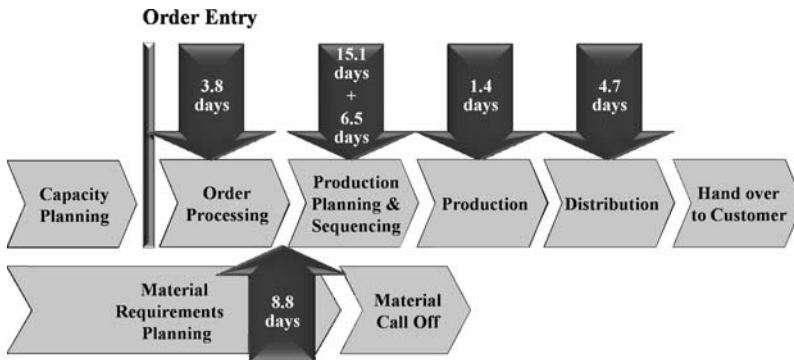 Order Entry
3.8
days
15.1
days
+
6.5
days
1.4
days
4.7
days
Capacity
Planning
Order
Processing
Production
Planning &
Sequencing
Production
Distribution
Hand over
to Customer
Material
Requirements
Planning
8.8
days
Material
Call Off